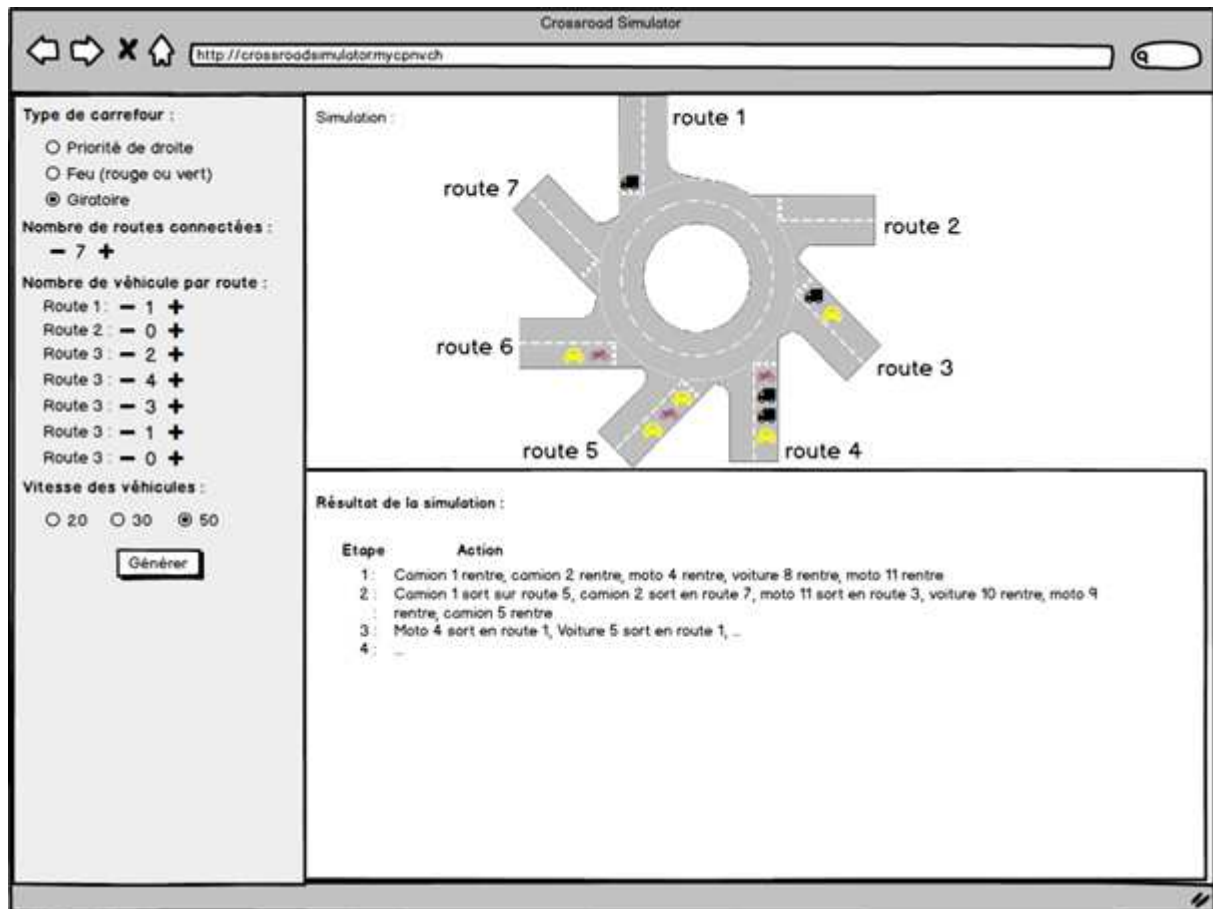 Crossroad Simulator
http://crossroadsimulator.mycpnv.ch
Type de carrefour :
Priorité de droite
Feu (rouge ou vert)
Giratoire
Nombre de routes connectées :
- 7 +
Nombre de véhicule par route :
Route 1 : - 1 +
Route 2 : - 0 +
Route 3 : - 2 +
Route 3 : - 4 +
Route 3 : - 3 +
Route 3 : - 1 +
Route 3 : - 0 +
Vitesse des véhicules :
20 30 50
Générer
Simulation :
route 1
route 7
route 2
route 6
route 3
route 5
route 4
Résultat de la simulation :
Etape Action
1 : Camion 1 rentre, camion 2 rentre, moto 4 rentre, voiture 8 rentre, moto 11 rentre
2 : Camion 1 sort sur route 5, camion 2 sort en route 7, moto 11 sort en route 3, voiture 10 rentre, moto 9
: rentre, camion 5 rentre
3 : Moto 4 sort en route 1, Voiture 5 sort en route 1, ...
4 : ...